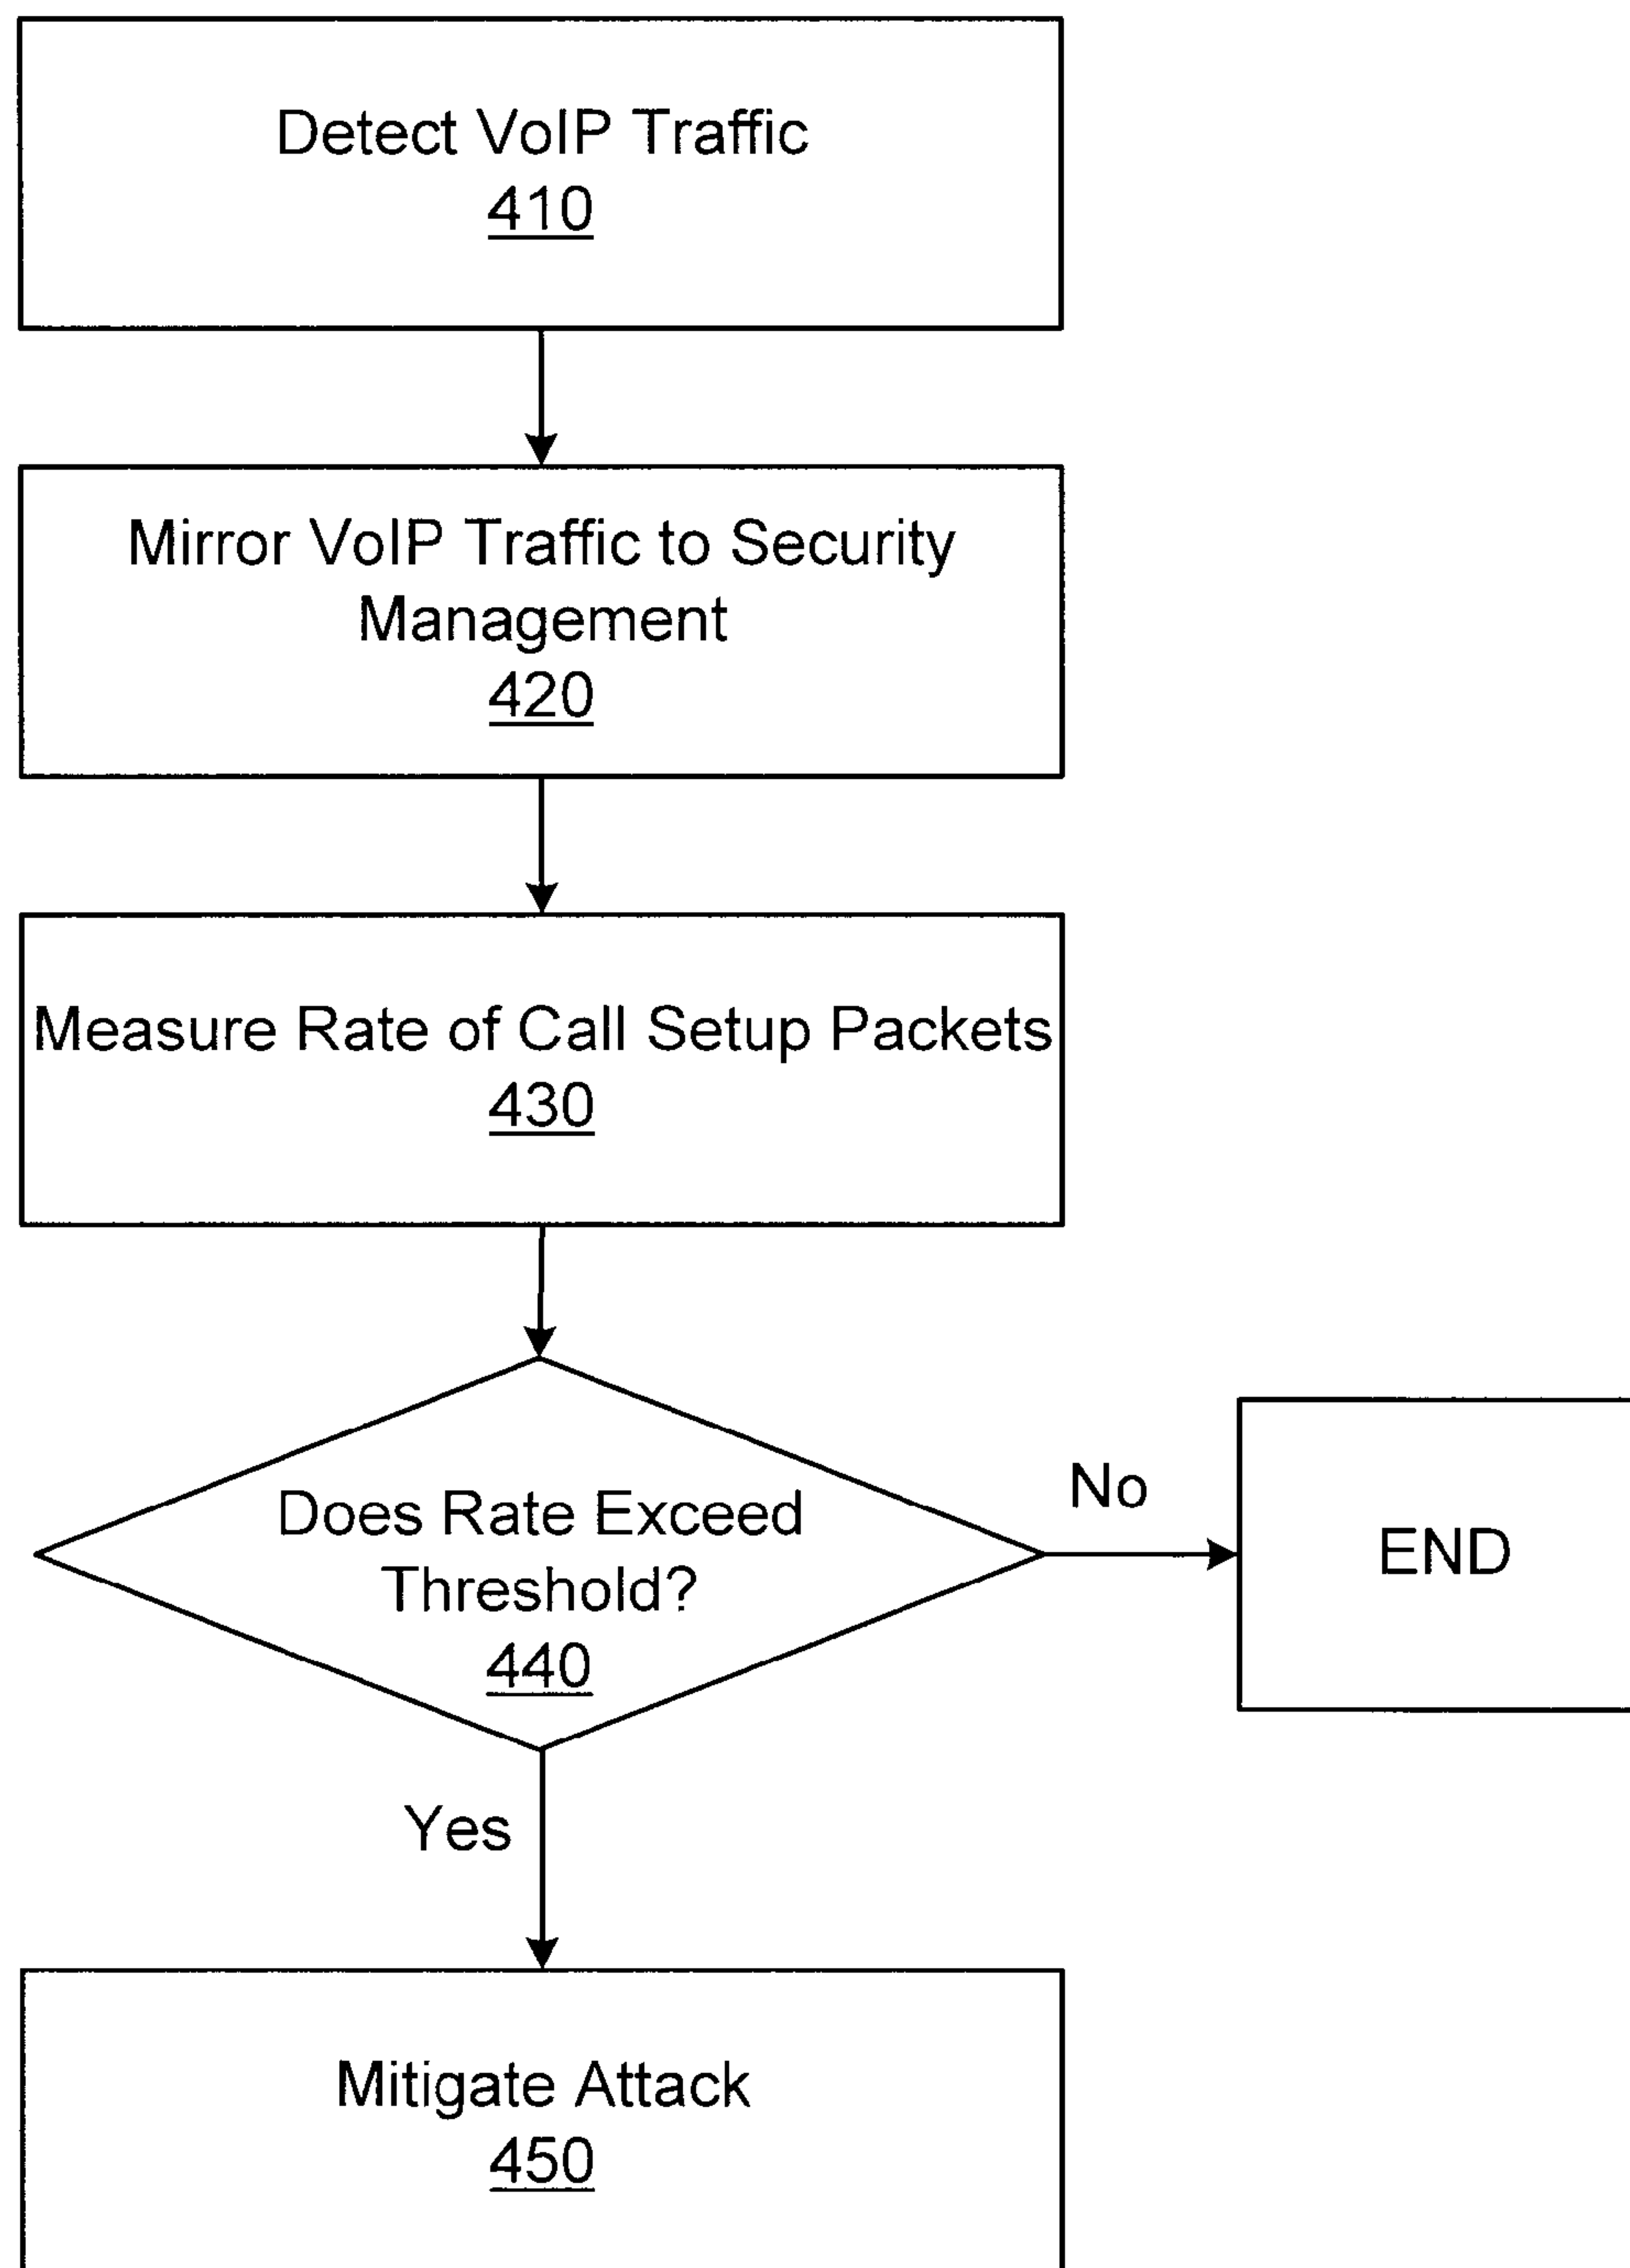 Detect VoIP Traffic
410
Mirror VoIP Traffic to Security
Management
420
Measure Rate of Call Setup Packets
430
Does Rate Exceed
Threshold?
440
No
END
Yes
Mitigate Attack
450